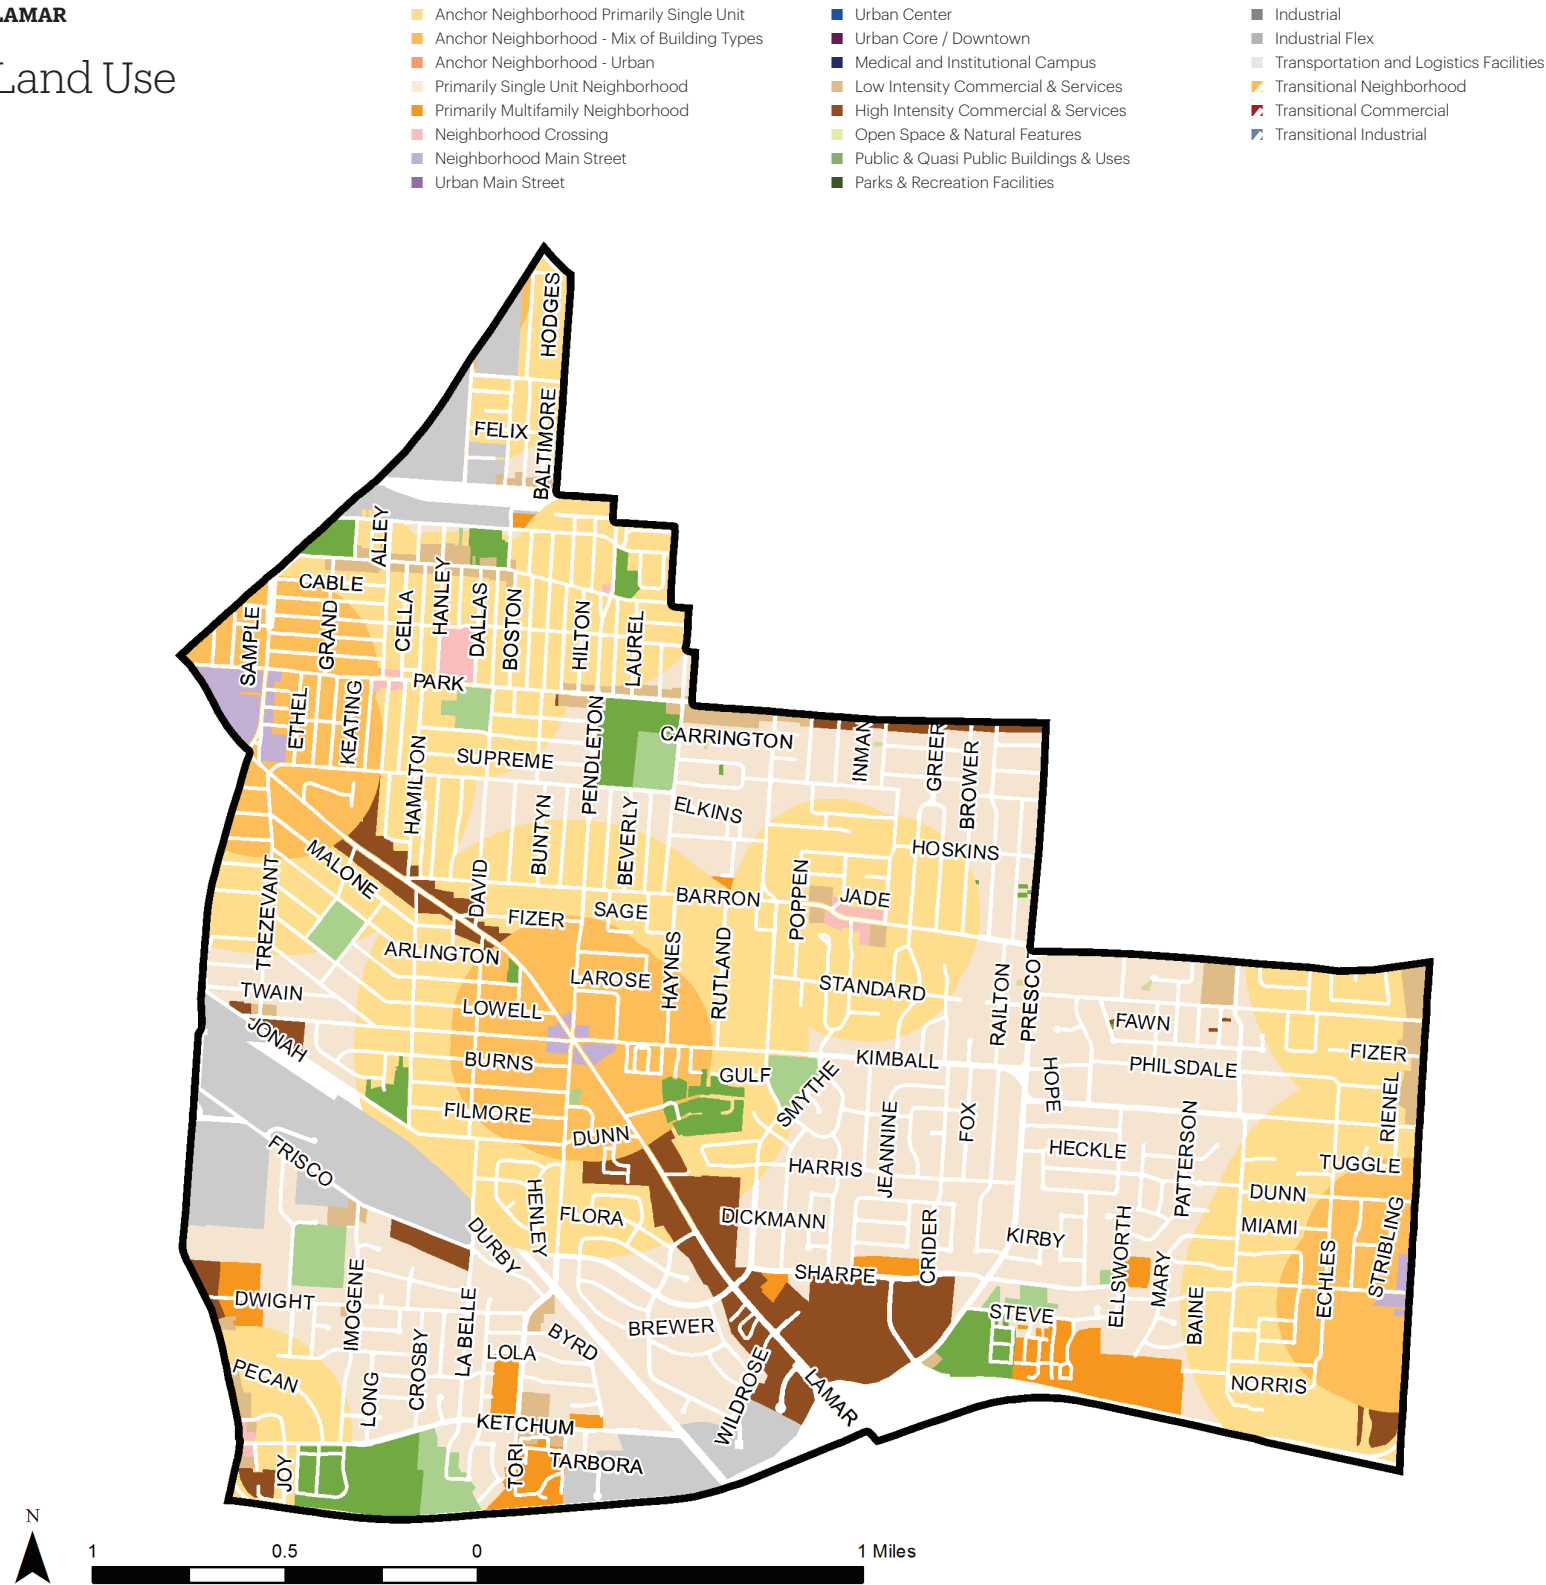 LAMAR
Land Use
Anchor Neighborhood Primarily Single Unit
Anchor Neighborhood - Mix of Building Types
Anchor Neighborhood - Urban
Primarily Single Unit Neighborhood
Primarily Multifamily Neighborhood
Neighborhood Crossing
Neighborhood Main Street
Urban Main Street
Urban Center
Urban Core / Downtown
Medical and Institutional Campus
Low Intensity Commercial & Services
High Intensity Commercial & Services
Open Space & Natural Features
Public & Quasi Public Buildings & Uses
Parks & Recreation Facilities
Industrial
Industrial Flex
Transportation and Logistics Facilities
Transitional Neighborhood
Transitional Commercial
Transitional Industrial
HODGES
BALTIMORE
FELIX
ALLEY
CABLE
SAMPLE
GRAND
CELLA
HANLEY
DALLAS
BOSTON
HILTON
LAUREL
PARK
ETHEL
KEATING
HAMILTON
SUPREME
PENDLETON
CARRINGTON
INMAN
GREER
BROWER
BUNTYN
BEVERLY
ELKINS
HOSKINS
MALONE
TREZEVANT
DAVID
FIZER
SAGE
BARRON
POPPEN
JADE
ARLINGTON
LAROSE
HAYNES
RUTLAND
STANDARD
RAILTON
PRESCOT
TWAIN
JONAH
LOWELL
BURNS
FILMORE
DUNN
GULF
SMYTHE
KIMBALL
FAWN
PHILSDALE
FIZER
RIENEL
HOPE
FOX
JEANNINE
HARRIS
HECKLE
PATTERSON
TUGGLE
DUNN
MIAMI
STRIBLING
ECHLES
FRISCO
HENLEY
FLORA
DURBY
DICKMANN
CRIDER
KIRBY
ELLSWORTH
MARY
BAINE
SHARPE
STEVE
NORRIS
DWIGHT
IMOGENE
LA BELLE
LOLA
BYRD
BREWER
WILDROSE
LAMAR
PECAN
LONG
CROSBY
KETCHUM
TORI
TARBORA
JOY
N
1
0.5
0
1 Miles